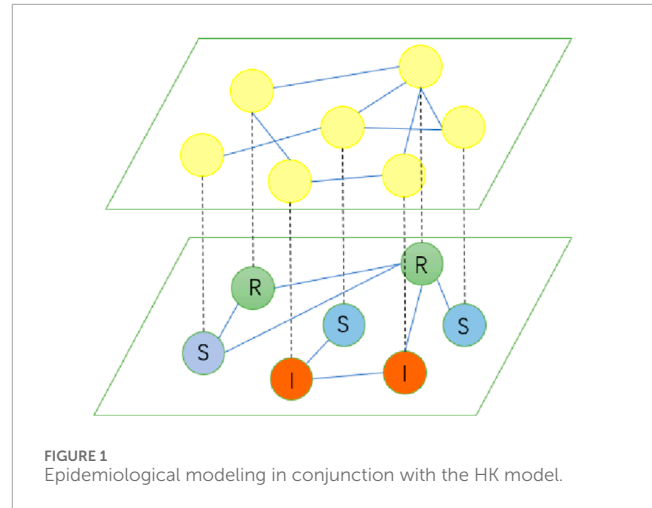 R
R
S
S
S
I
I
FIGURE 1
Epidemiological modeling in conjunction with the HK model.